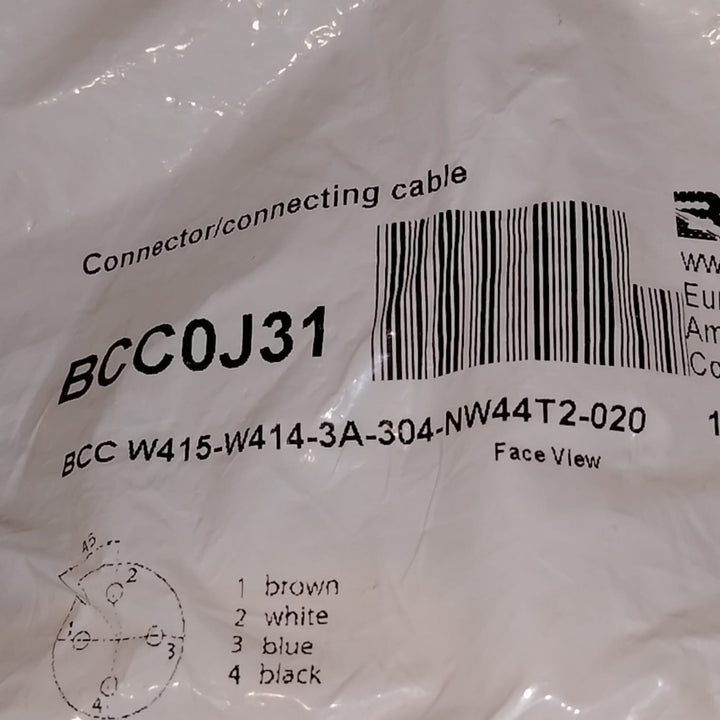 Connector/connecting cable
BCC0J31
BCC W415-W414-3A-304-NW44T2-020
Face View
A5
2
1
3
4
1 brown
2 white
3 blue
4 black